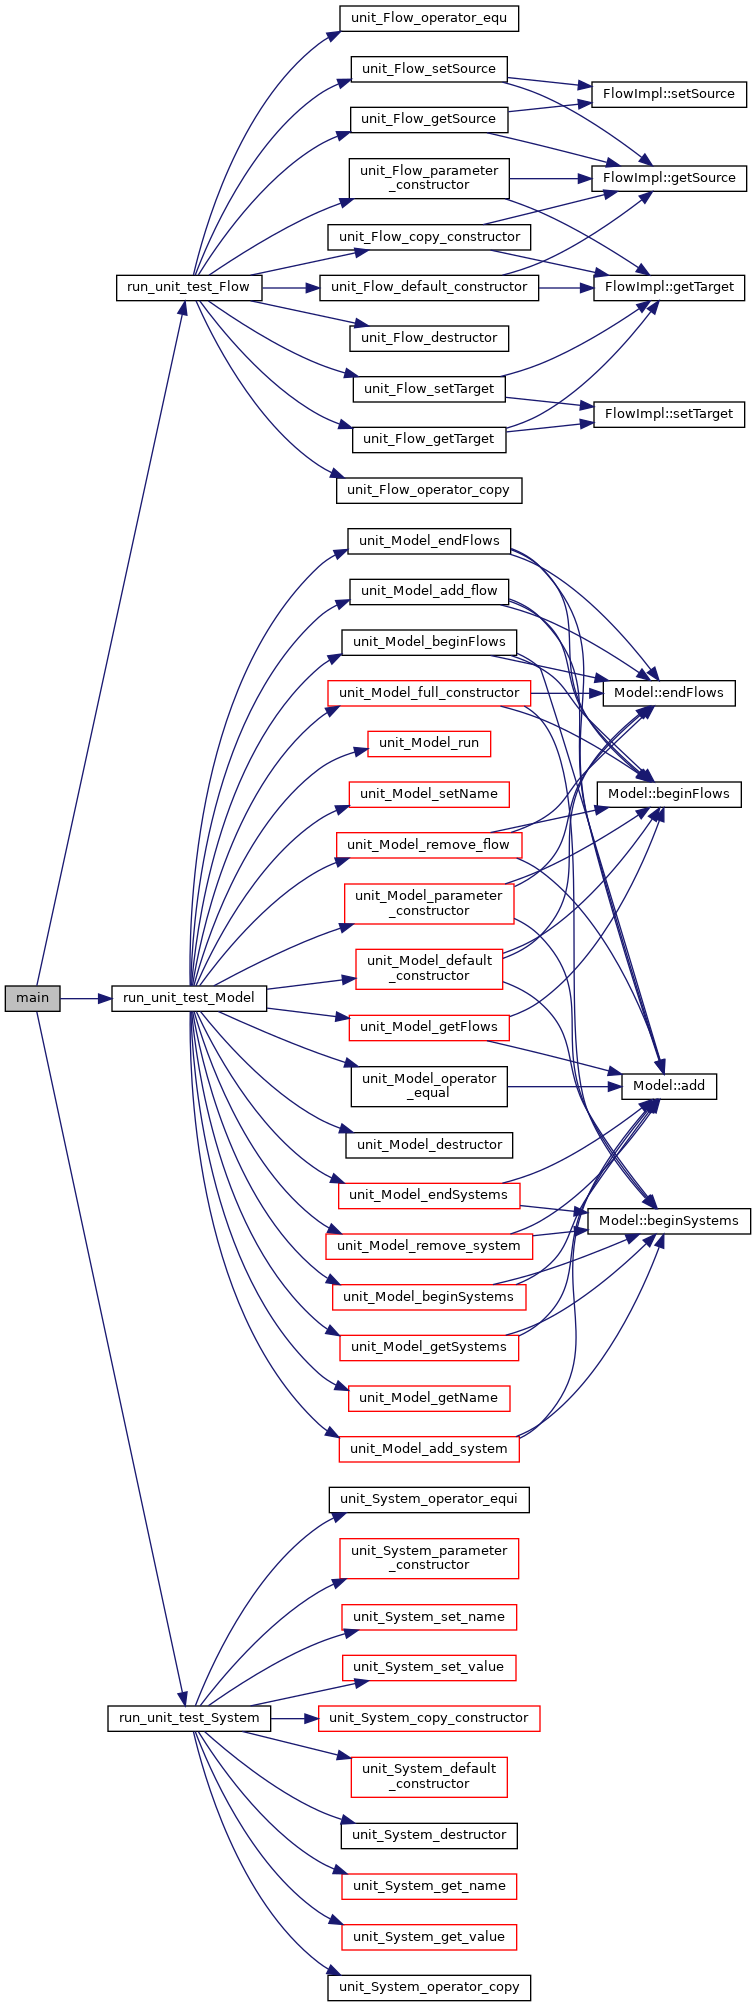 main
run_unit_test_Flow
run_unit_test_Model
run_unit_test_System
unit_Flow_operator_equ
unit_Flow_setSource
unit_Flow_getSource
unit_Flow_parameter
_constructor
unit_Flow_copy_constructor
unit_Flow_default_constructor
unit_Flow_destructor
unit_Flow_setTarget
unit_Flow_getTarget
unit_Flow_operator_copy
unit_Model_endFlows
unit_Model_add_flow
unit_Model_beginFlows
unit_Model_full_constructor
unit_Model_run
unit_Model_setName
unit_Model_remove_flow
unit_Model_parameter
_constructor
unit_Model_default
_constructor
unit_Model_getFlows
unit_Model_operator
_equal
unit_Model_destructor
unit_Model_endSystems
unit_Model_remove_system
unit_Model_beginSystems
unit_Model_getSystems
unit_Model_getName
unit_Model_add_system
unit_System_operator_equi
unit_System_parameter
_constructor
unit_System_set_name
unit_System_set_value
unit_System_copy_constructor
unit_System_default
_constructor
unit_System_destructor
unit_System_get_name
unit_System_get_value
unit_System_operator_copy
FlowImpl::setSource
FlowImpl::getSource
FlowImpl::getTarget
FlowImpl::setTarget
Model::endFlows
Model::beginFlows
Model::add
Model::beginSystems